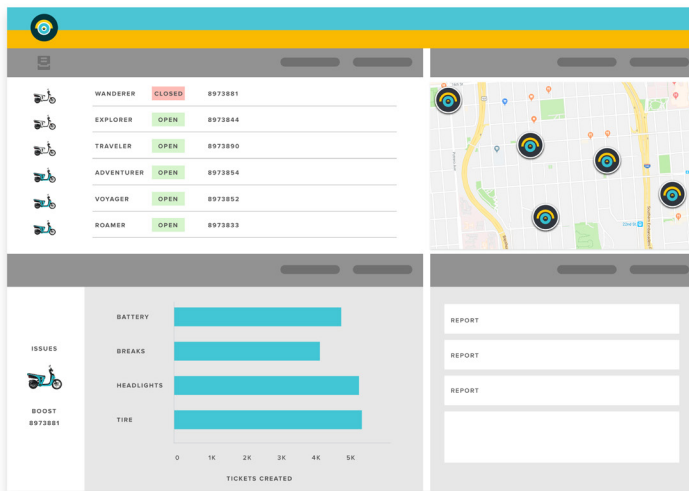 WANDERER CLOSED 8973881
EXPLORER OPEN 8973844
TRAVELER OPEN 8973890
ADVENTURER OPEN 8973854
VOYAGER OPEN 8973852
ROAMER OPEN 8973833
ISSUES
BOOST
8973881
BATTERY
BREAKS
HEADLIGHTS
TIRE
0 1K 2K 3K 4K 5K
TICKETS CREATED
REPORT
REPORT
REPORT